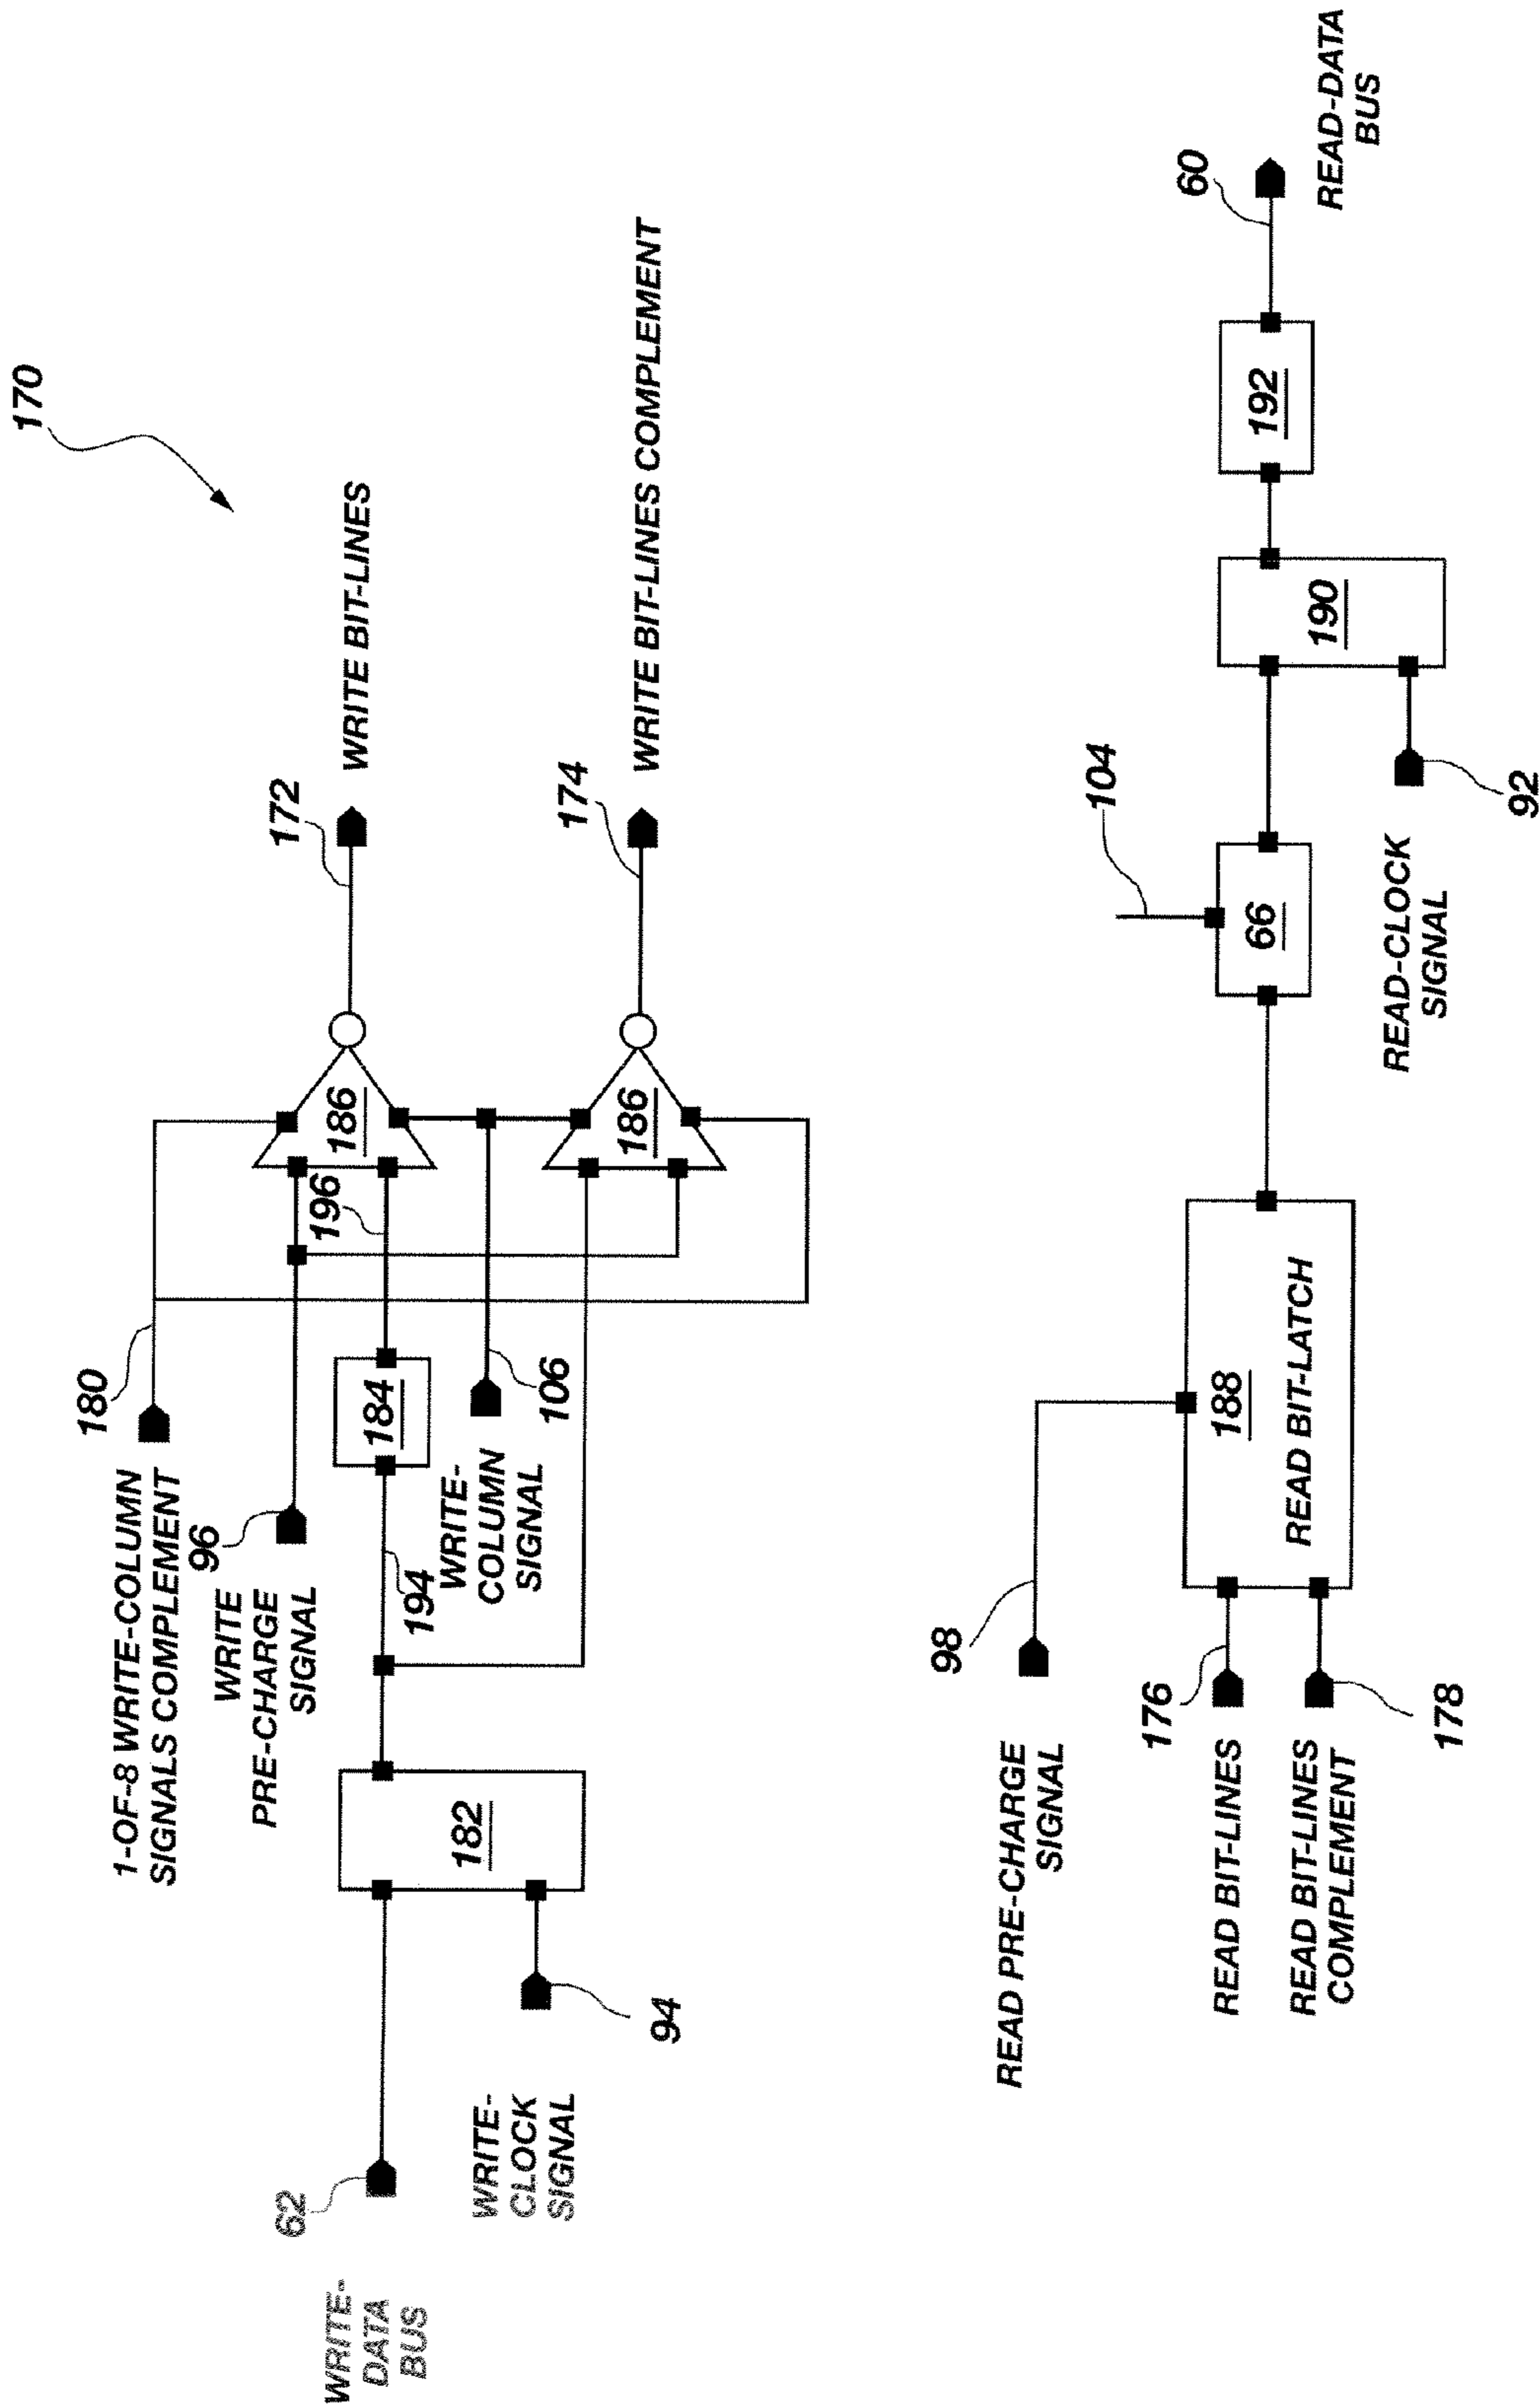 170
180
1-OF-8 WRITE-COLUMN
SIGNALS COMPLEMENT
96
WRITE
PRE-CHARGE
SIGNAL
196
186
172
WRITE BIT-LINES
62
WRITE-
DATA
BUS
182
194
184
WRITE-
COLUMN
SIGNAL
106
186
174
WRITE BIT-LINES COMPLEMENT
WRITE-
CLOCK
SIGNAL
94
98
READ PRE-CHARGE
SIGNAL
176
READ BIT-LINES
READ BIT-LINES
COMPLEMENT
178
188
READ BIT-LATCH
104
66
190
192
60
READ-DATA
BUS
READ-CLOCK
SIGNAL
92